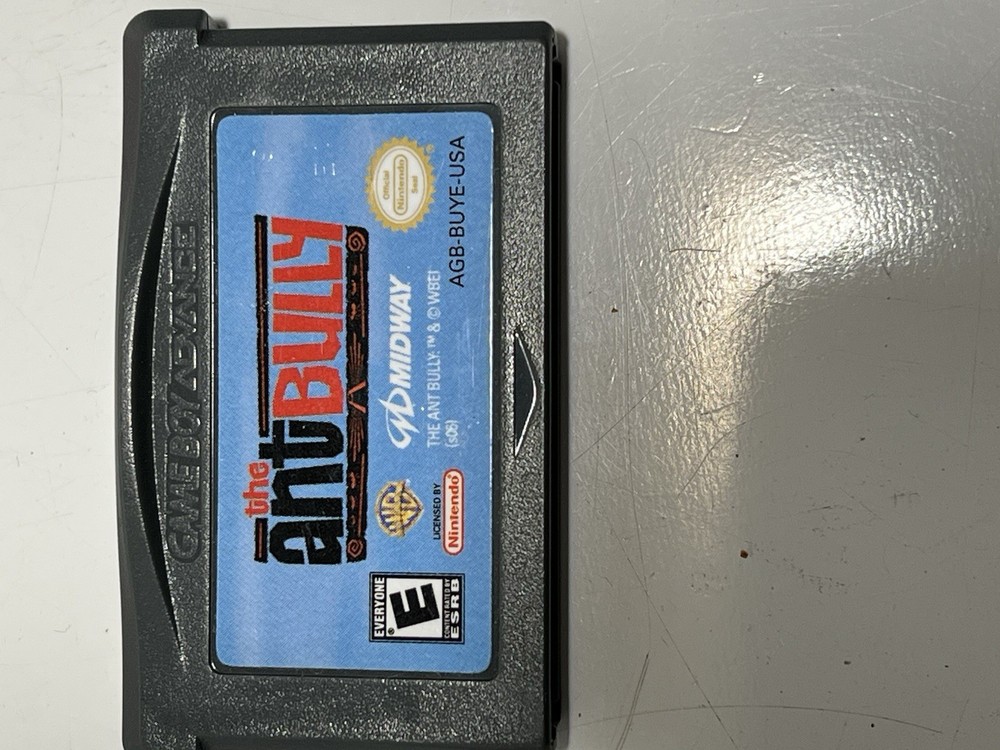 GAME BOY ADVANCE
the
ant BULLY
Official
Nintendo
Seal
EVERYONE
E
CONTENT RATED BY
ESRB
WB
MIDWAY
LICENSED BY
Nintendo
THE ANT BULLY: ™ & © WBEI
(s06)
AGB-BUYE-USA